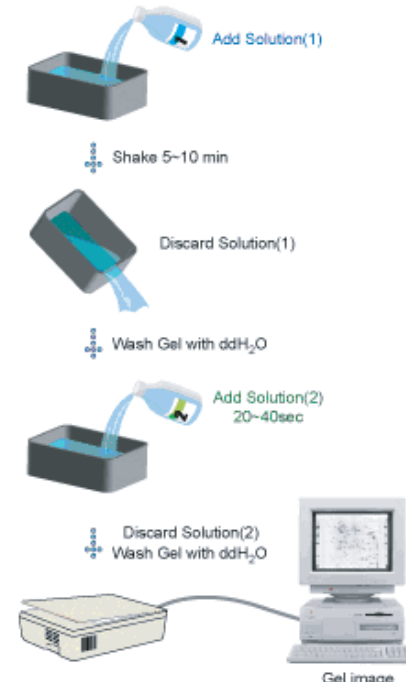 Add Solution(1)
Shake 5~10 min
Discard Solution(1)
Wash Gel with ddH₂O
Add Solution(2)
20~40sec
Discard Solution(2)
Wash Gel with ddH₂O
Gel image